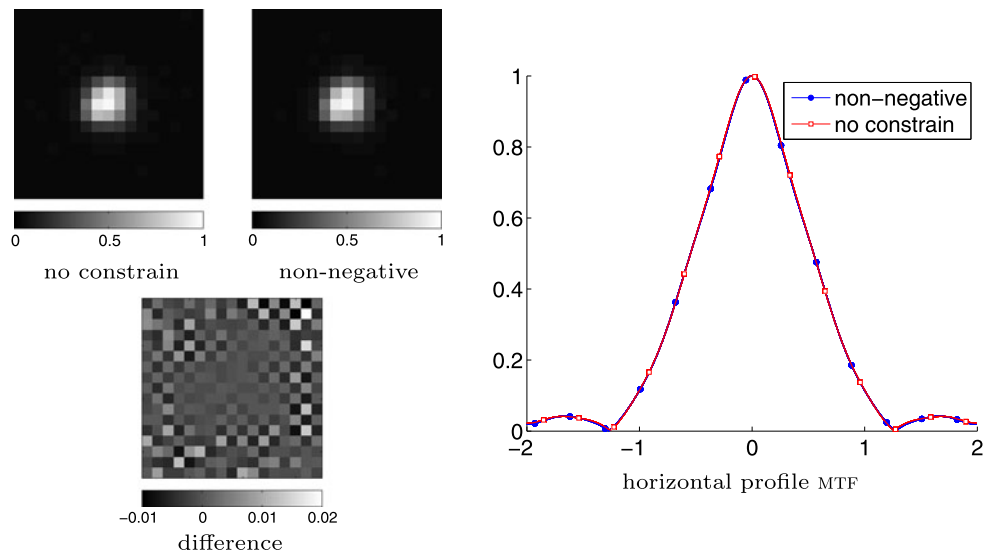 0 0.5 1
no constrain
0 0.5 1
non-negative
−0.01 0 0.01 0.02
difference
1
0.8
0.6
0.4
0.2
0
−2 −1 0 1 2
non−negative
no constrain
horizontal profile MTF